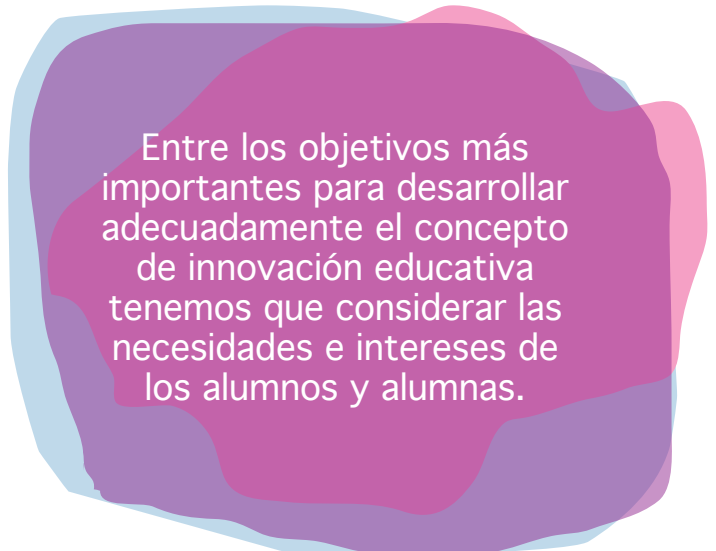 Entre los objetivos más
importantes para desarrollar
adecuadamente el concepto
de innovación educativa
tenemos que considerar las
necesidades e intereses de
los alumnos y alumnas.